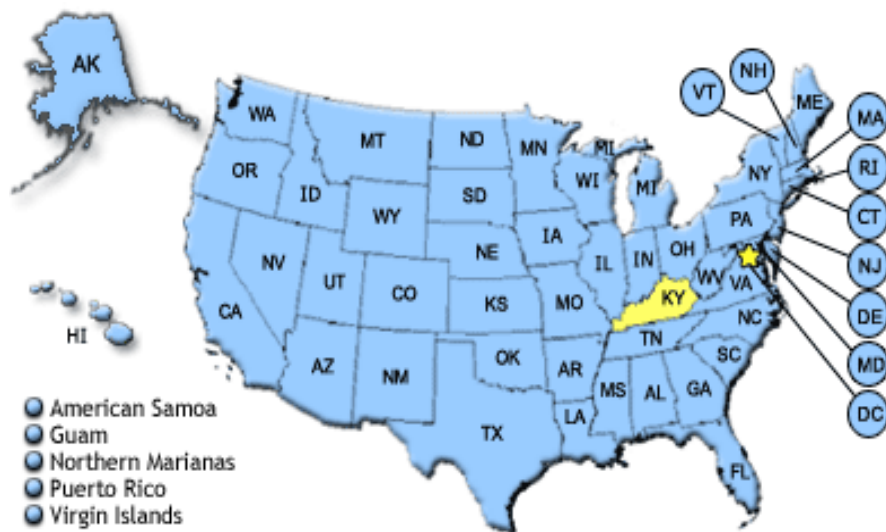 AK
NH
VT
ME
WA
MA
MT
ND
MN
MI
OR
NY
RI
ID
SD
WI
MI
CT
WY
PA
IA
NE
OH
NJ
NV
IL
IN
UT
CO
WV
VA
DE
CA
KS
MO
KY
NC
HI
TN
MD
OK
SC
AZ
NM
AR
MS
AL
GA
DC
LA
TX
FL
American Samoa
Guam
Northern Marianas
Puerto Rico
Virgin Islands